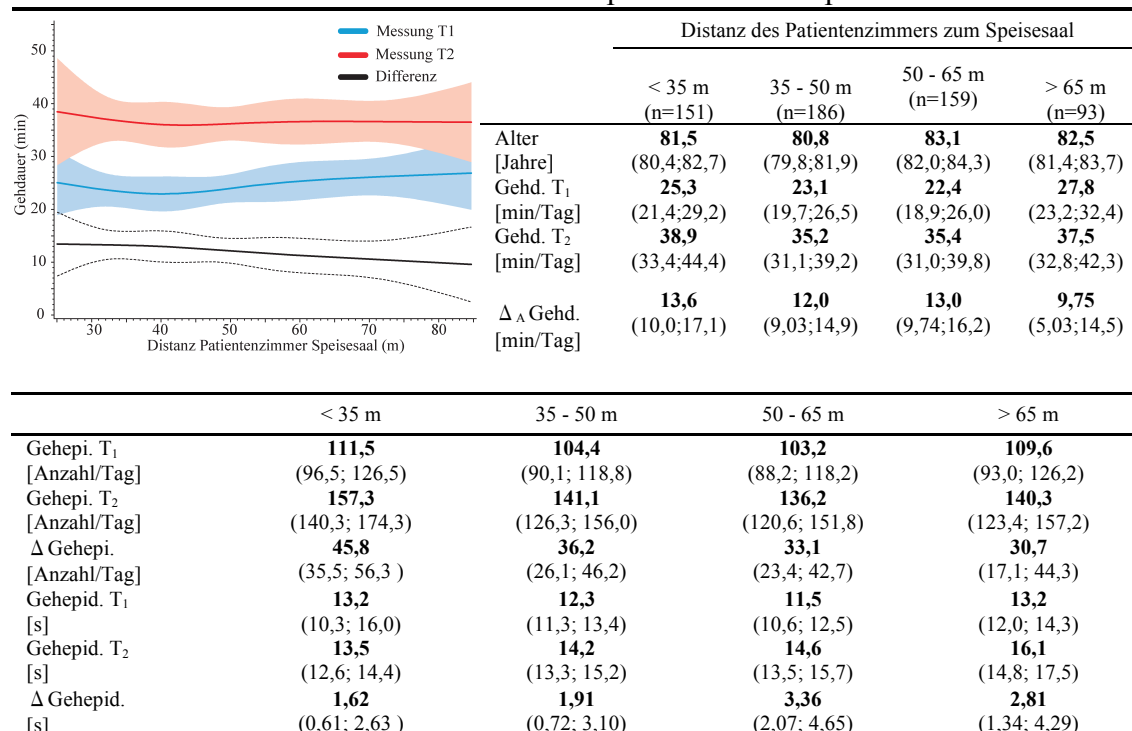 Messung T1
Messung T2
Differenz
50
40
30
20
10
0
Gehdauer (min)
30 40 50 60 70 80
Distanz Patientenzimmer Speisesaal (m)
Distanz des Patientenzimmers zum Speisesaal
< 35 m 35 - 50 m 50 - 65 m > 65 m
(n=151) (n=186) (n=159) (n=93)
Alter 81,5 80,8 83,1 82,5
[Jahre] (80,4;82,7) (79,8;81,9) (82,0;84,3) (81,4;83,7)
Gehd. T1 25,3 23,1 22,4 27,8
[min/Tag] (21,4;29,2) (19,7;26,5) (18,9;26,0) (23,2;32,4)
Gehd. T2 38,9 35,2 35,4 37,5
[min/Tag] (33,4;44,4) (31,1;39,2) (31,0;39,8) (32,8;42,3)
Δ A Gehd. 13,6 12,0 13,0 9,75
[min/Tag] (10,0;17,1) (9,03;14,9) (9,74;16,2) (5,03;14,5)
< 35 m 35 - 50 m 50 - 65 m > 65 m
Gehepi. T1 111,5 104,4 103,2 109,6
[Anzahl/Tag] (96,5; 126,5) (90,1; 118,8) (88,2; 118,2) (93,0; 126,2)
Gehepi. T2 157,3 141,1 136,2 140,3
[Anzahl/Tag] (140,3; 174,3) (126,3; 156,0) (120,6; 151,8) (123,4; 157,2)
Δ Gehepi. 45,8 36,2 33,1 30,7
[Anzahl/Tag] (35,5; 56,3 ) (26,1; 46,2) (23,4; 42,7) (17,1; 44,3)
Gehepid. T1 13,2 12,3 11,5 13,2
[s] (10,3; 16,0) (11,3; 13,4) (10,6; 12,5) (12,0; 14,3)
Gehepid. T2 13,5 14,2 14,6 16,1
[s] (12,6; 14,4) (13,3; 15,2) (13,5; 15,7) (14,8; 17,5)
Δ Gehepid. 1,62 1,91 3,36 2,81
[s] (0,61; 2,63 ) (0,72; 3,10) (2,07; 4,65) (1,34; 4,29)